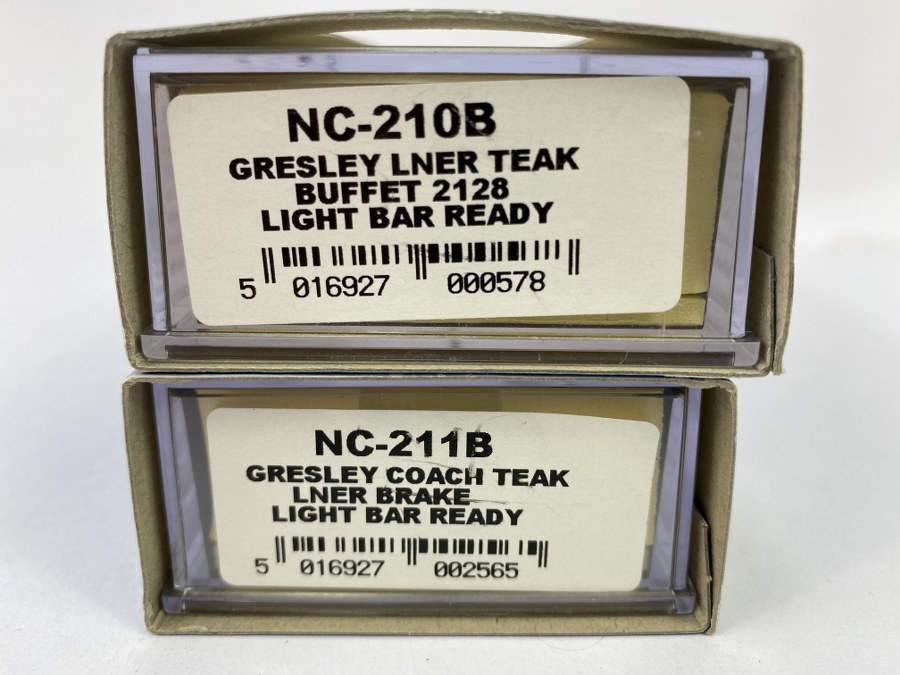 NC-210B
GRESLEY LNER TEAK
BUFFET 2128
LIGHT BAR READY
5 016927 000578
NC-211B
GRESLEY COACH TEAK
LNER BRAKE
LIGHT BAR READY
5 016927 002565